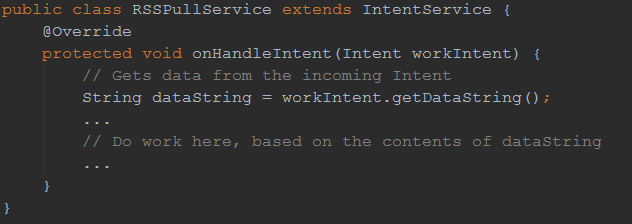 public class RSSPullService extends IntentService {
@Override
protected void onHandleIntent(Intent workIntent) {
// Gets data from the incoming Intent
String dataString = workIntent.getDataString();
...
// Do work here, based on the contents of dataString
...
}
}